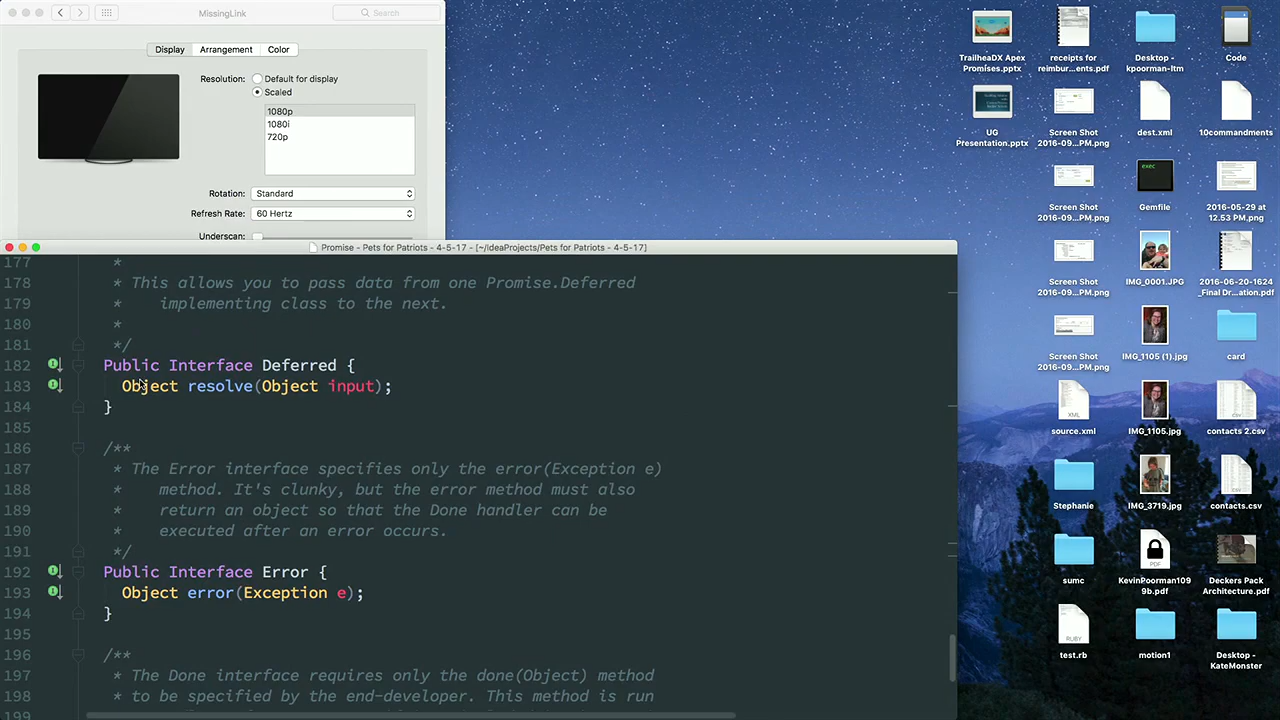 MissingLink
Search
Display
Arrangement
Color
Resolution:
Default for display
Scaled
1080i
1080i
720p
Rotation:
Standard
Refresh Rate:
60 Hertz
Underscan:
Promise - Pets for Patriots - 4-5-17 - [~/IdeaProjects/Pets for Patriots - 4-5-17]
177 *
178 * This allows you to pass data from one Promise.Deferred
179 implementing class to the next.
180 *
181 */
182 Public Interface Deferred {
183 Object resolve(Object input);
184 }
185
186 /**
187 * The Error interface specifies only the error(Exception e)
188 * method. It's clunky, but the error method must also
189 * return an object so that the Done handler can be
190 * executed after an error occurs.
191 */
192 Public Interface Error {
193 Object error(Exception e);
194 }
195
196 /**
197 * The Done interface requires only the done(Object) method
198 * to be specified by the end-developer. This method is run
199
TrailheaDX Apex
Promises.pptx
receipts for
reimbur...ents.pdf
Desktop -
kpoorman-ltm
Code
UG
Presentation.pptx
Screen Shot
2016-09...PM.png
dest.xml
10commandments
Screen Shot
2016-09...PM.png
exec
Gemfile
2016-05-29 at
12.53 PM.png
Screen Shot
2016-09...PM.png
IMG_0001.JPG
2016-06-20-1624
_Final Dr...ation.pdf
Screen Shot
2016-09...PM.png
IMG_1105 (1).jpg
card
XML
source.xml
IMG_1105.jpg
contacts 2.csv
Stephanie
IMG_3719.jpg
contacts.csv
sumc
PDF
KevinPoorman109
9b.pdf
Deckers Pack
Architecture.pdf
RUBY
test.rb
motion1
Desktop -
KateMonster